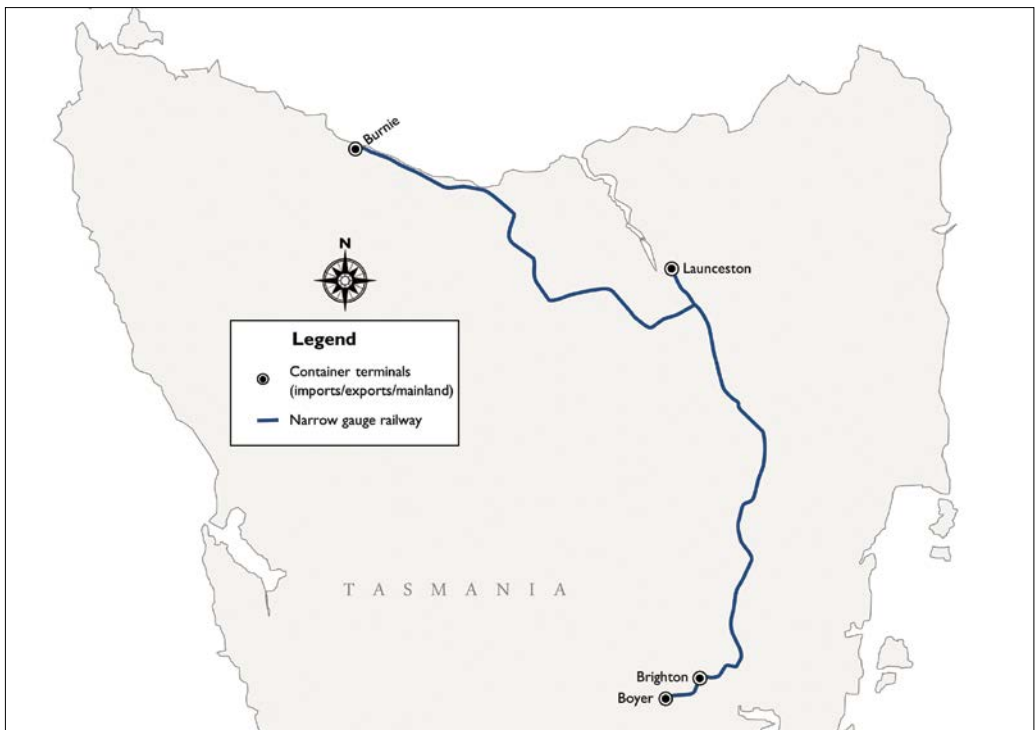 Burnie
N
Launceston
Legend
Container terminals
(imports/exports/mainland)
Narrow gauge railway
TASMANIA
Brighton
Boyer